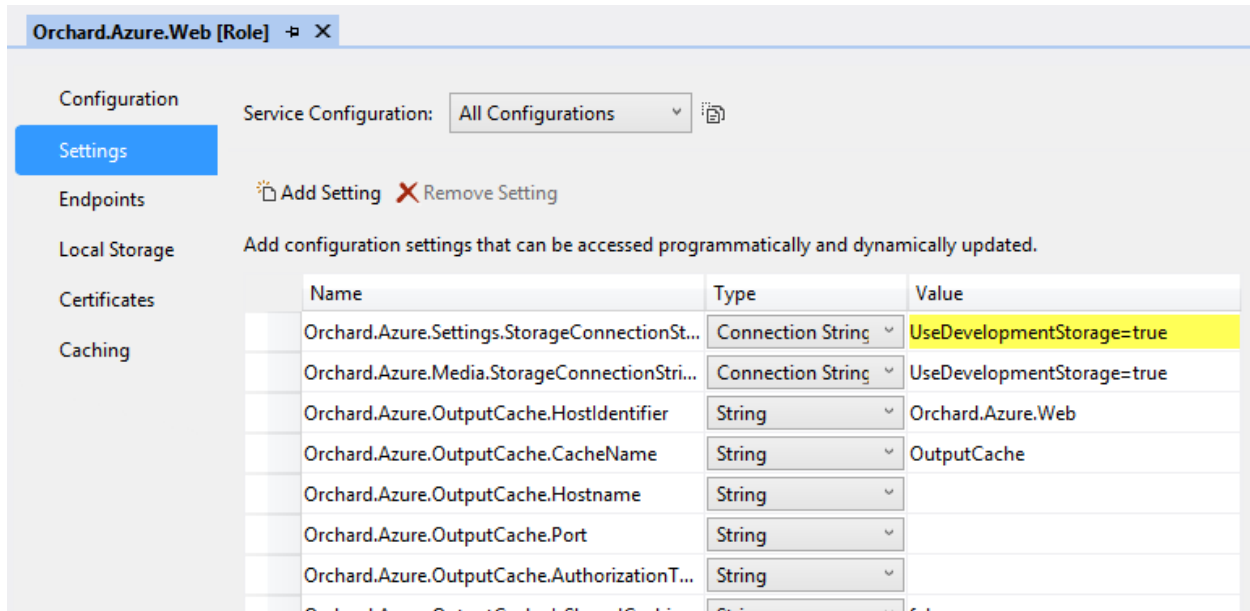 Orchard.Azure.Web [Role]
Configuration
Settings
Endpoints
Local Storage
Certificates
Caching
Service Configuration: All Configurations
Add Setting Remove Setting
Add configuration settings that can be accessed programmatically and dynamically updated.
Name Type Value
Orchard.Azure.Settings.StorageConnectionSt... Connection String UseDevelopmentStorage=true
Orchard.Azure.Media.StorageConnectionStri... Connection String UseDevelopmentStorage=true
Orchard.Azure.OutputCache.HostIdentifier String Orchard.Azure.Web
Orchard.Azure.OutputCache.CacheName String OutputCache
Orchard.Azure.OutputCache.Hostname String
Orchard.Azure.OutputCache.Port String
Orchard.Azure.OutputCache.AuthorizationT... String